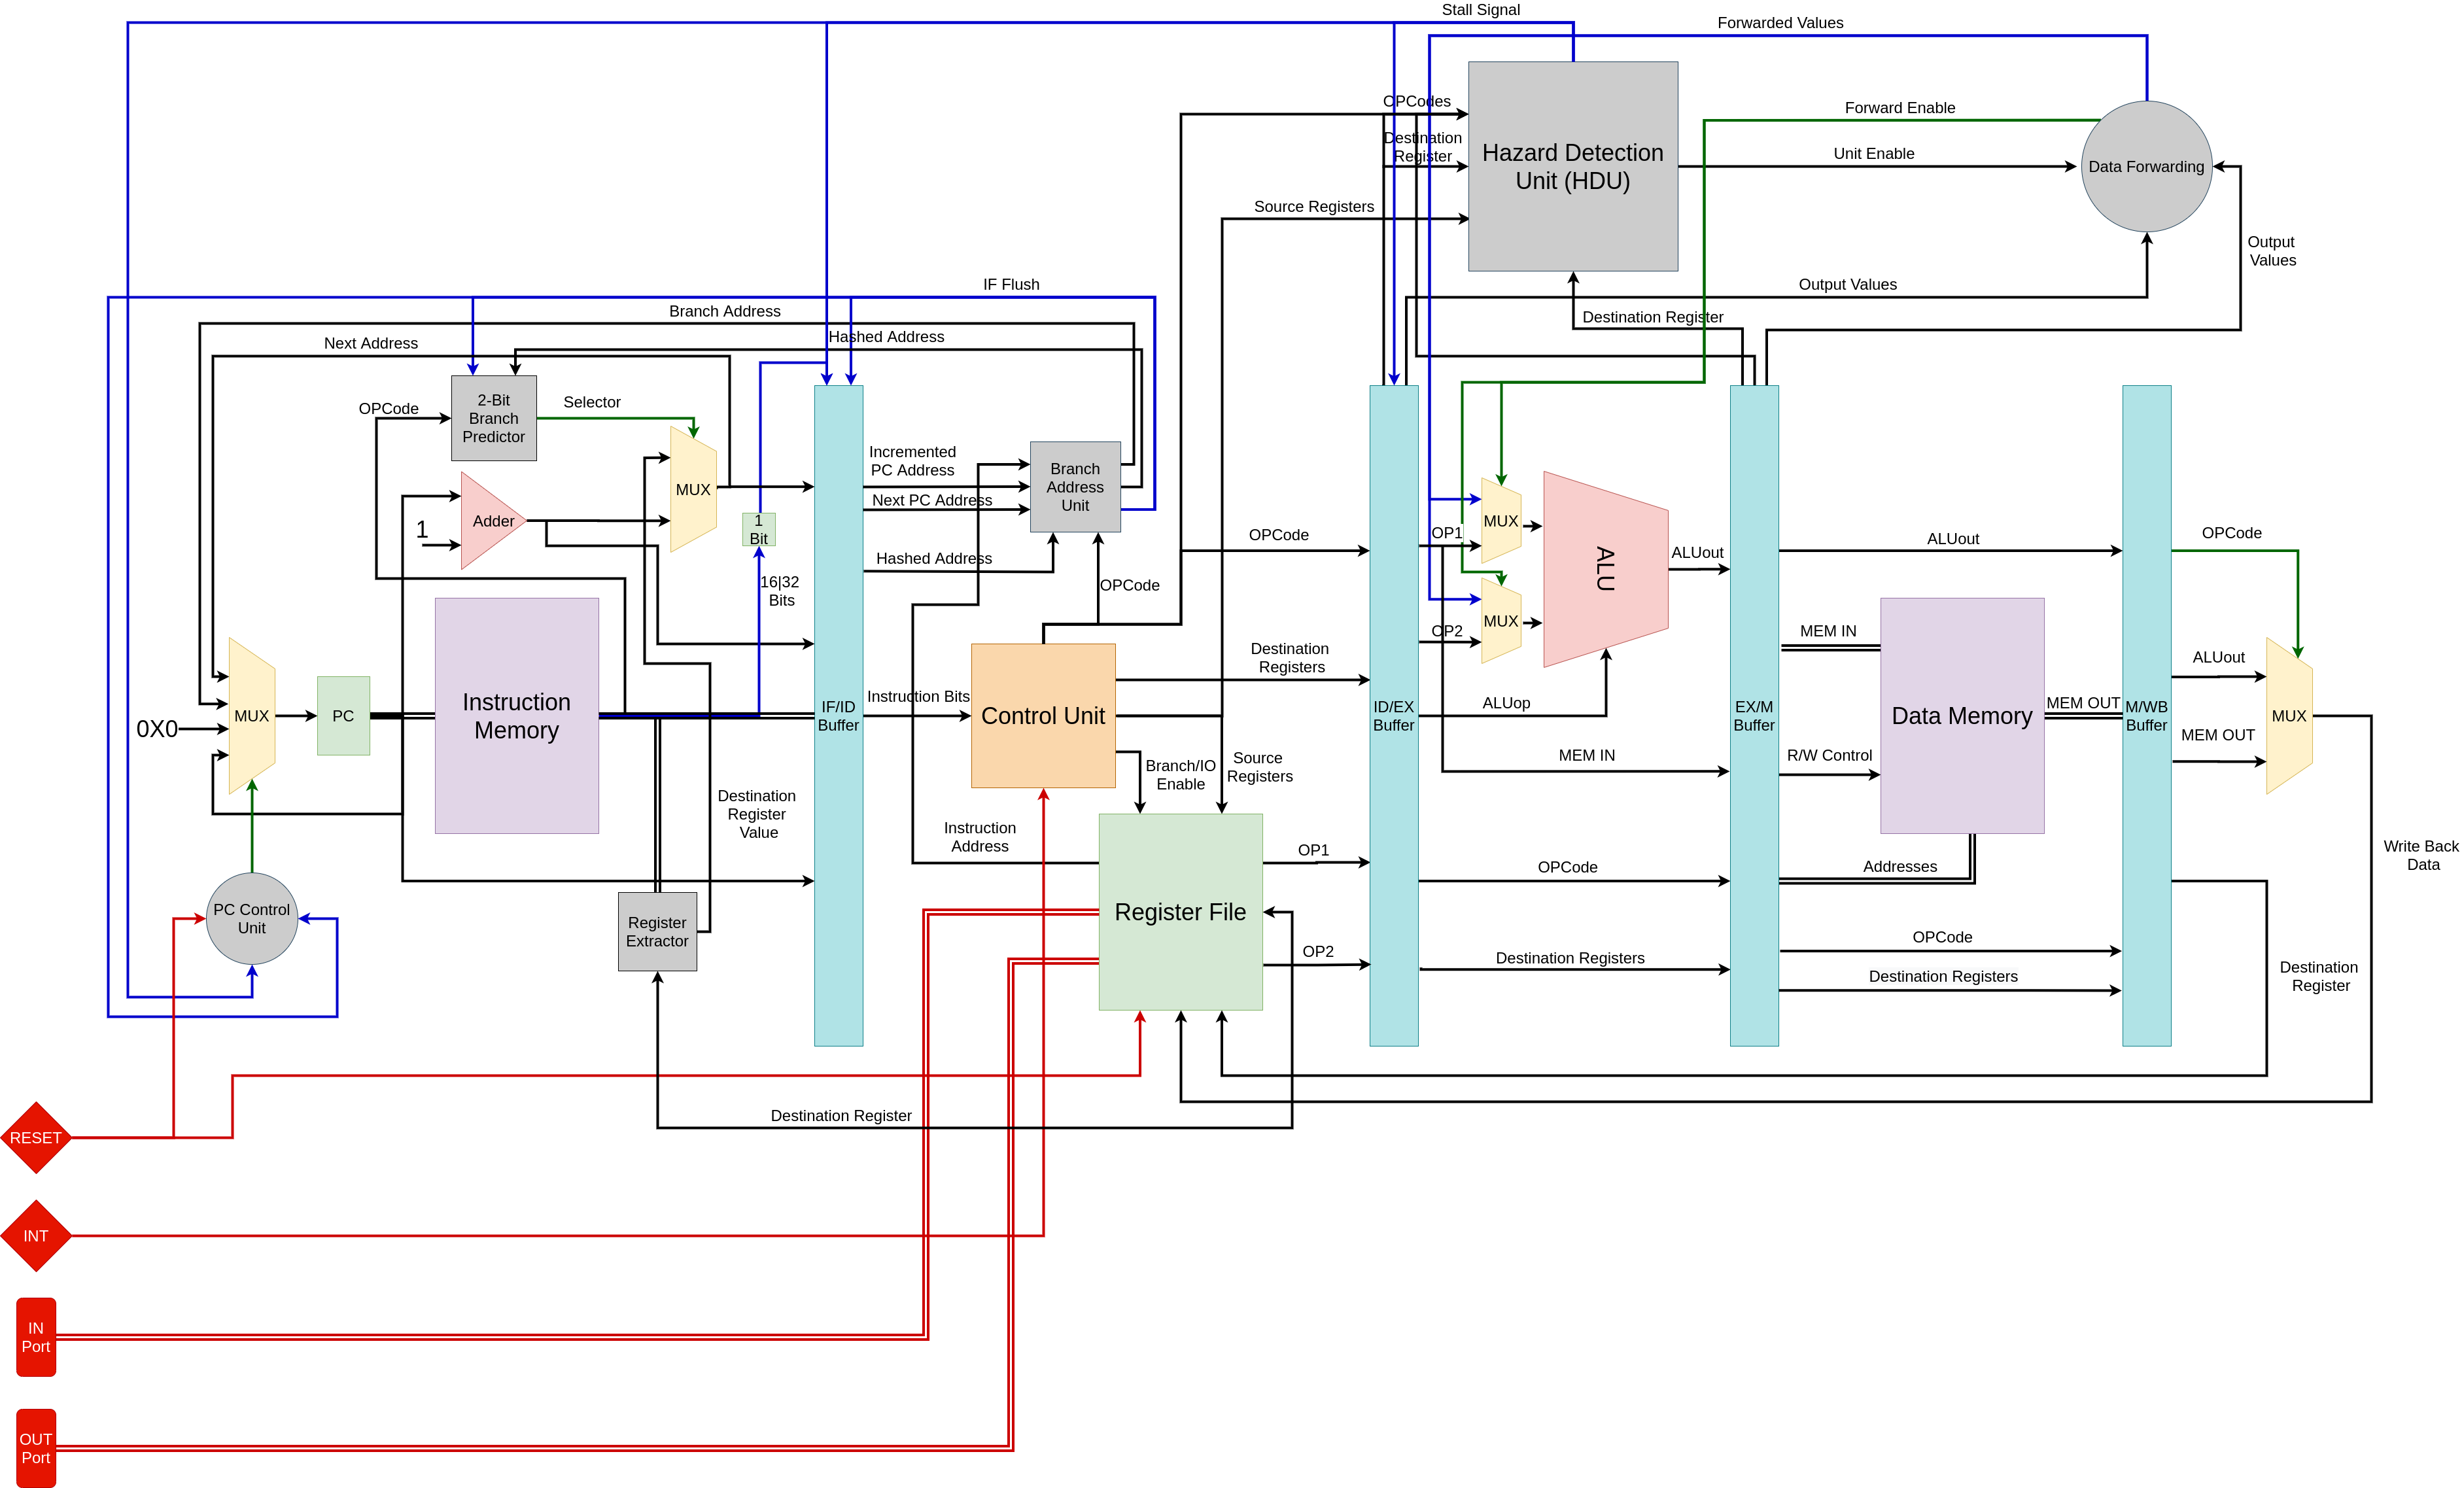 Stall Signal
Forwarded Values
OPCodes
Destination
Register
Source Registers
Hazard Detection
Unit (HDU)
Forward Enable
Unit Enable
Data Forwarding
Output
Values
Output Values
Destination Register
IF Flush
Branch Address
Hashed Address
Next Address
OPCode
2-Bit
Branch
Predictor
Selector
Adder
1
MUX
1
Bit
16|32
Bits
Incremented
PC Address
Next PC Address
Hashed Address
Branch
Address
Unit
OPCode
OPCode
Destination
Registers
0X0
MUX
PC
Instruction
Memory
IF/ID
Buffer
Instruction Bits
Control Unit
Branch/IO
Enable
Source
Registers
Destination
Register
Value
Instruction
Address
Register
Extractor
PC Control
Unit
Register File
OP1
OP2
ID/EX
Buffer
OP1
OP2
MUX
MUX
ALU
ALUop
MEM IN
OPCode
Destination Registers
ALUout
EX/M
Buffer
ALUout
MEM IN
R/W Control
Data Memory
MEM OUT
Addresses
OPCode
Destination Registers
M/WB
Buffer
OPCode
ALUout
MEM OUT
MUX
Write Back
Data
Destination
Register
Destination Register
RESET
INT
IN
Port
OUT
Port